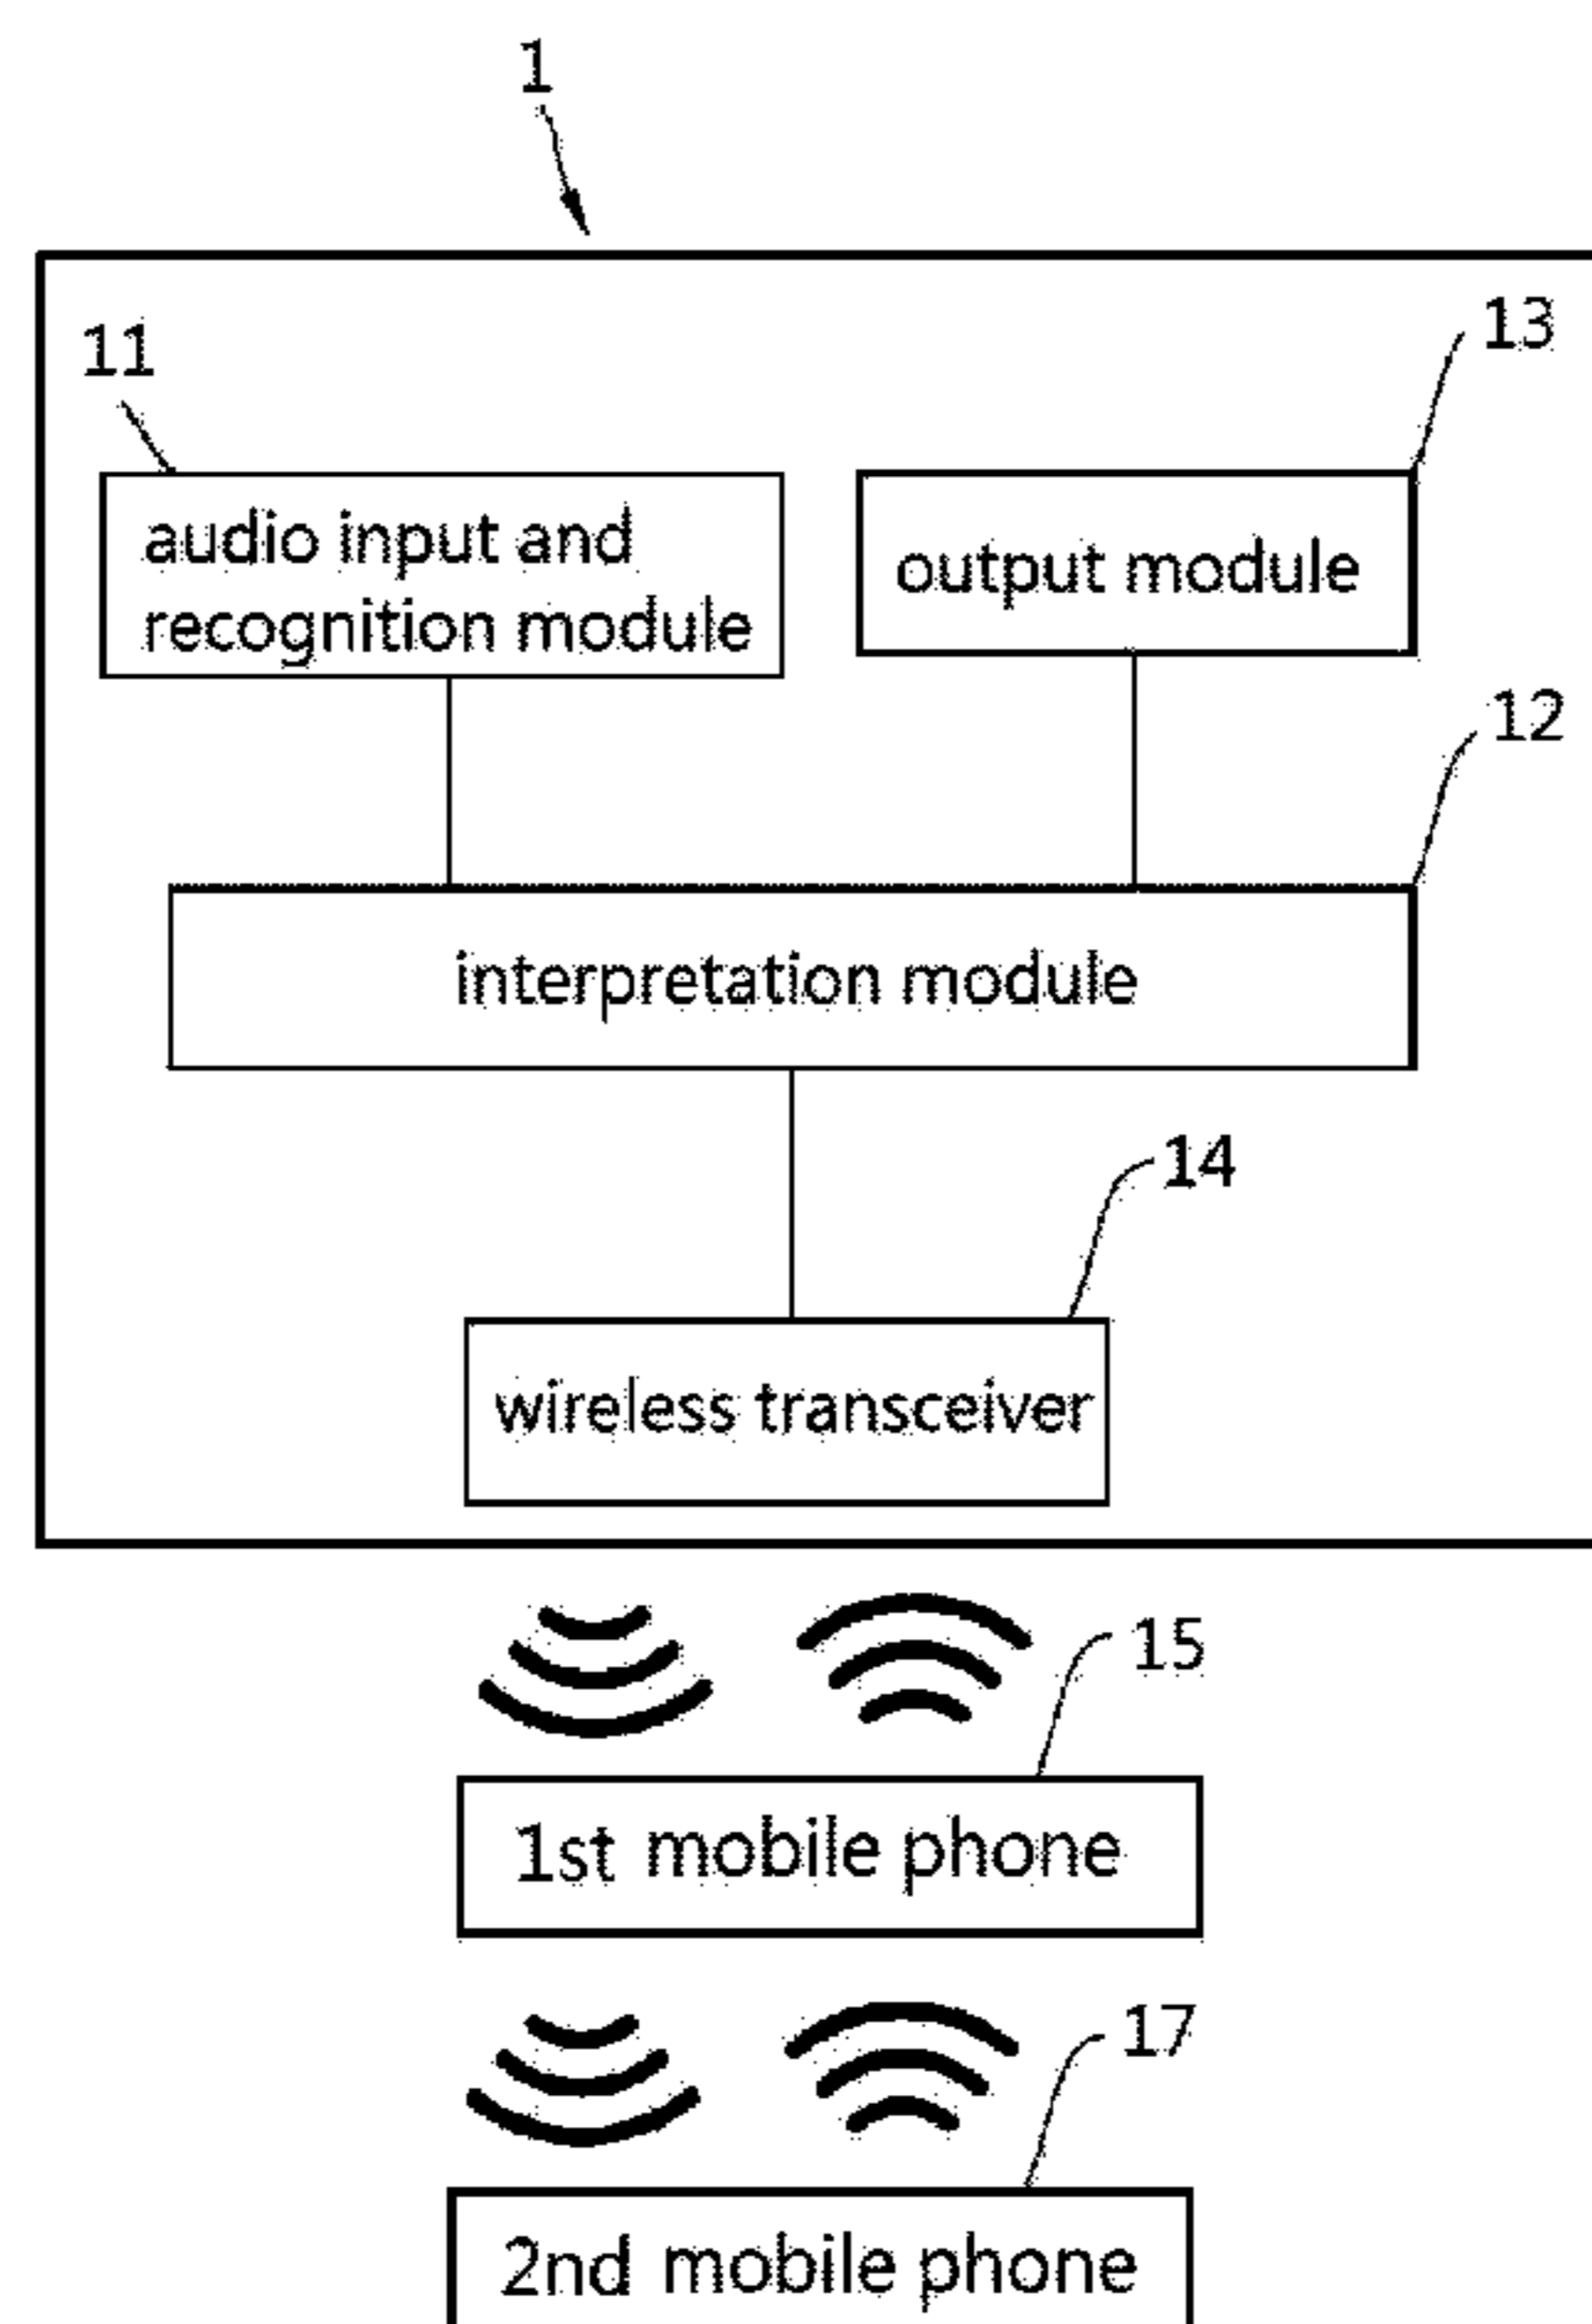 1
11
13
audio input and
recognition module
output module
12
interpretation module
14
wireless transceiver
15
1st mobile phone
17
2nd mobile phone